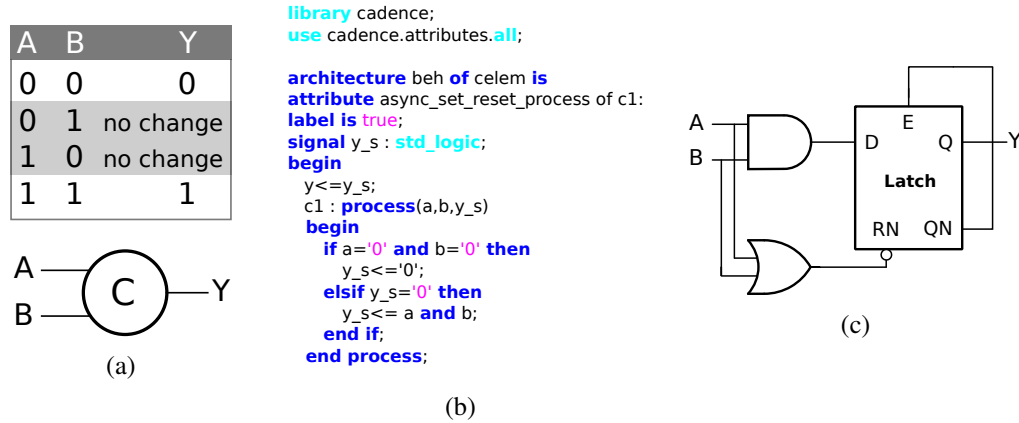 A B Y
0 0 0
0 1 no change
1 0 no change
1 1 1
A
B
C
Y
(a)
library cadence;
use cadence.attributes.all;
architecture beh of celem is
attribute async_set_reset_process of c1:
label is true;
signal y_s : std_logic;
begin
y<=y_s;
c1 : process(a,b,y_s)
begin
if a='0' and b='0' then
y_s<='0';
elsif y_s='0' then
y_s<= a and b;
end if;
end process;
(b)
A
B
E
D Q
Latch
RN QN
Y
(c)